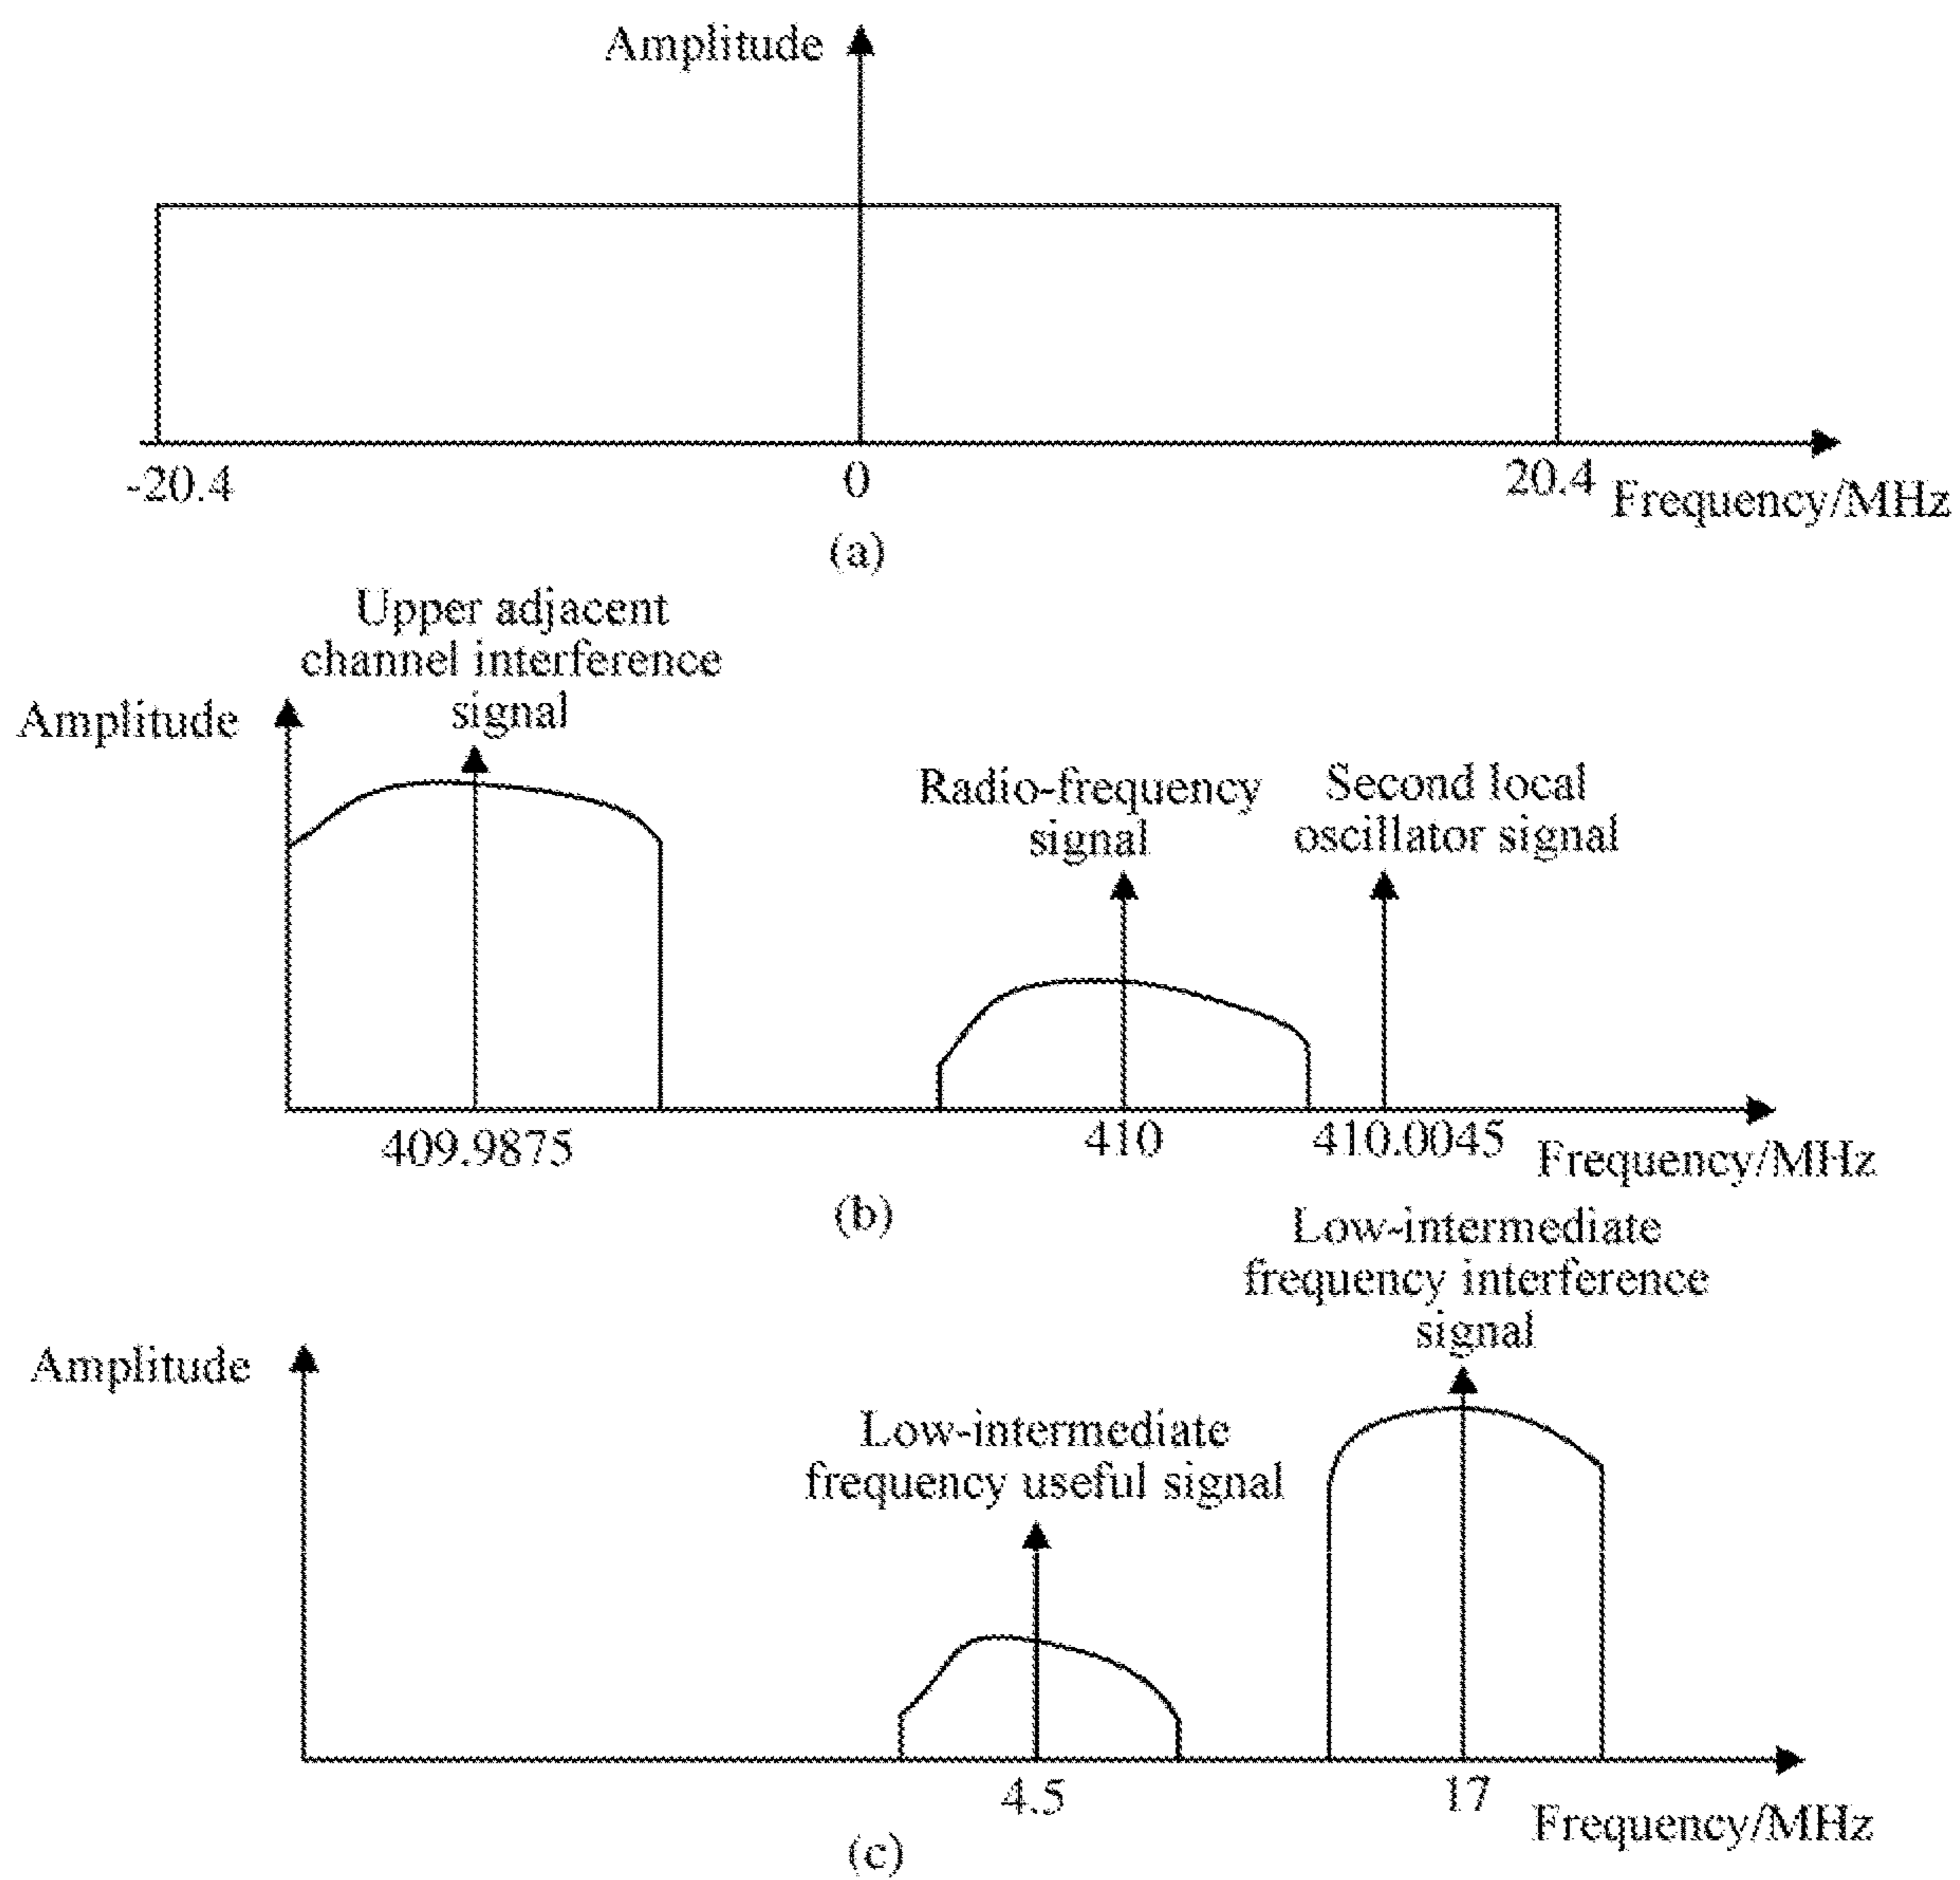 Amplitude
-20.4
0
20.4
Frequency/MHz
(a)
Upper adjacent
channel interference
signal
Amplitude
Radio-frequency
signal
Second local
oscillator signal
409.9875
410
410.0045
Frequency/MHz
(b)
Low-intermediate
frequency interference
signal
Amplitude
Low-intermediate
frequency useful signal
4.5
17
Frequency/MHz
(c)